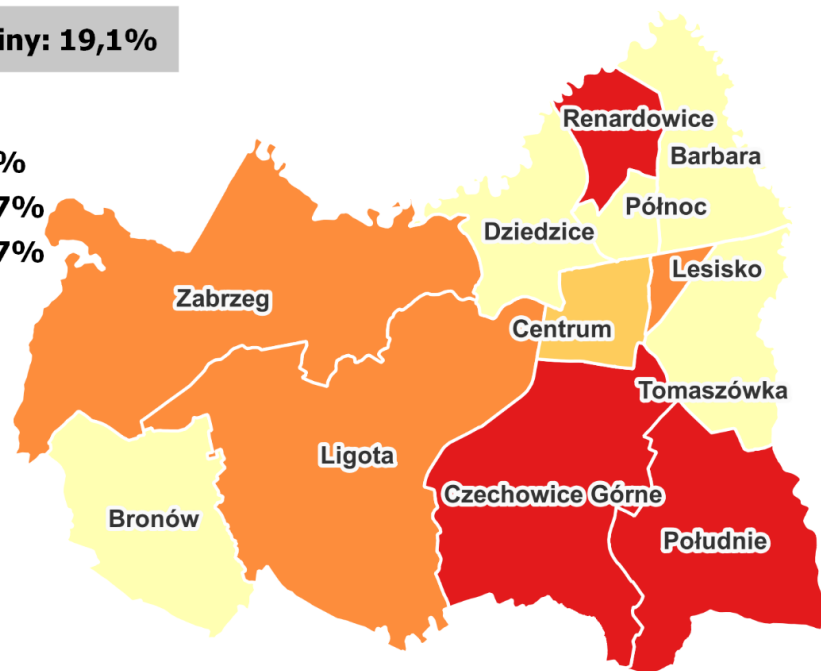 iny: 19,1%
%
7%
7%
Renardowice
Barbara
Północ
Dziedzice
Lesisko
Zabrzeg
Centrum
Tomaszówka
Ligota
Czechowice Górne
Bronów
Południe